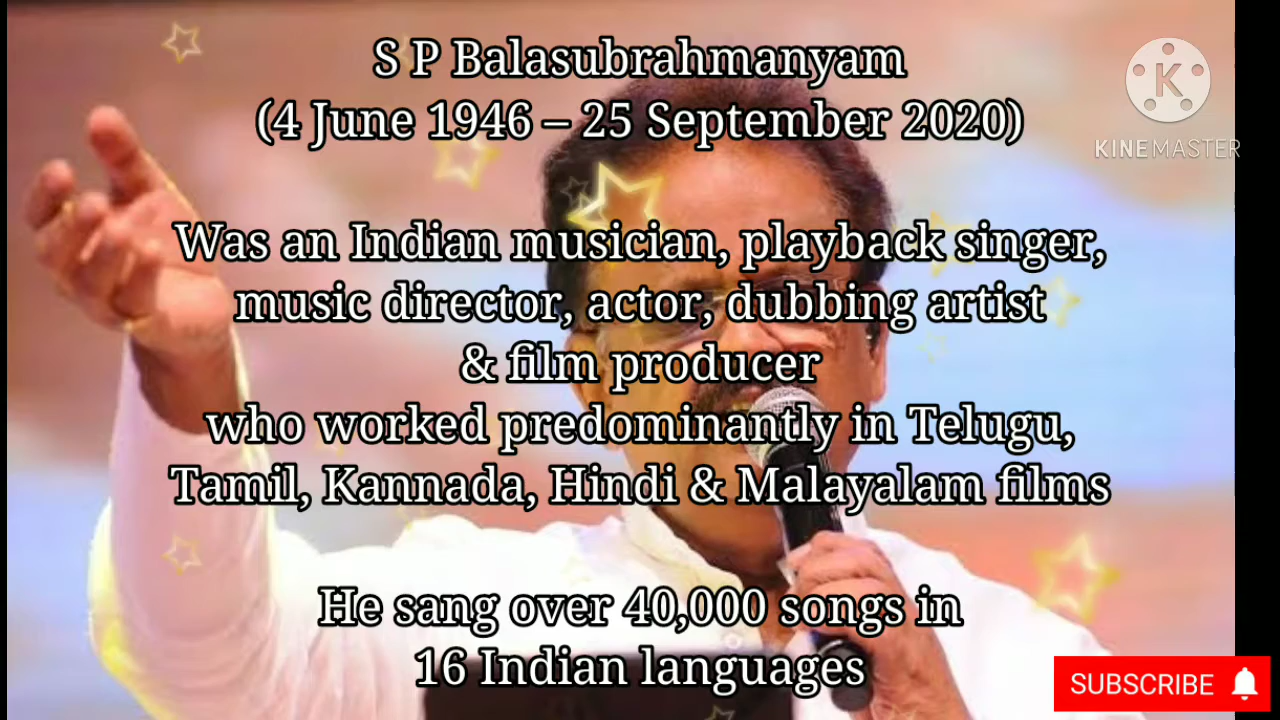 S P Balasubrahmanyam
(4 June 1946 – 25 September 2020)
K
KINEMASTER
Was an Indian musician, playback singer,
music director, actor, dubbing artist
& film producer
who worked predominantly in Telugu,
Tamil, Kannada, Hindi & Malayalam films
He sang over 40,000 songs in
16 Indian languages
SUBSCRIBE